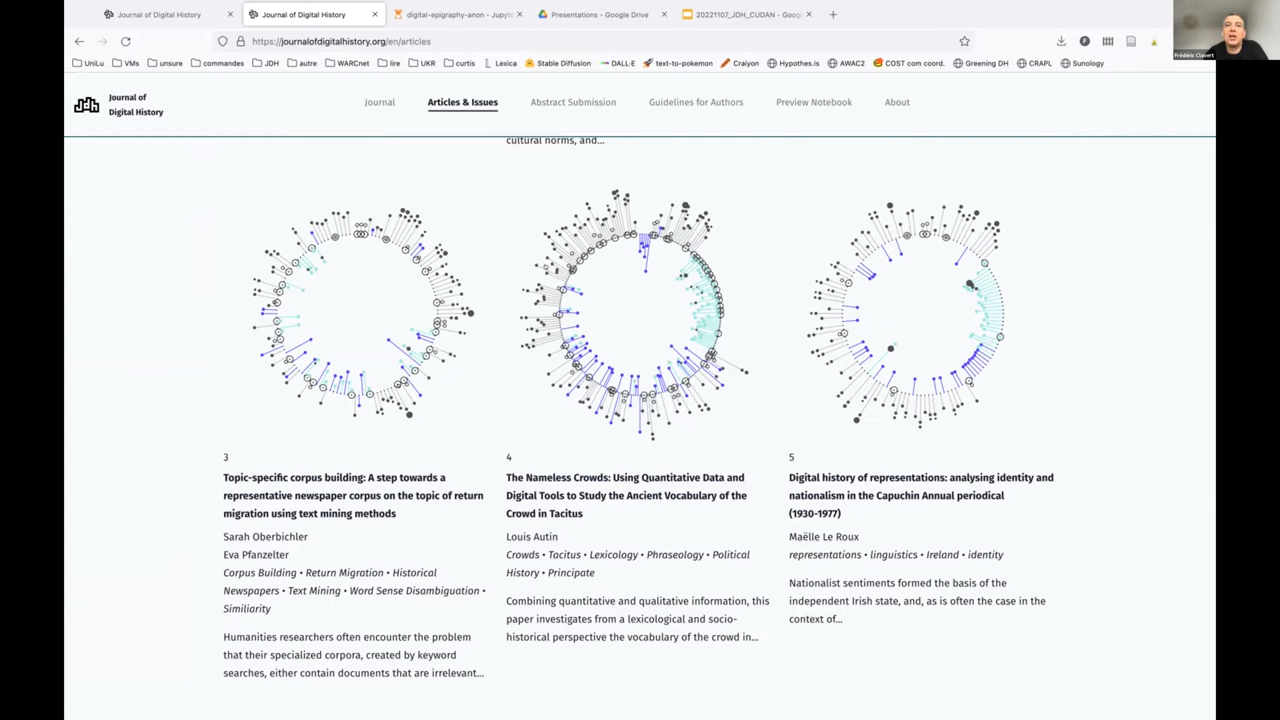 Journal of Digital History
Journal of Digital History
digital-epigraphy-anon - Jupyte
Presentations - Google Drive
20221107_JDH_CUDAN - Goog
https://journalofdigitalhistory.org/en/articles
UniLu
VMs
unsure
commandes
JDH
autre
WARCnet
lire
UKR
curtis
Lexica
Stable Diffusion
DALL·E
text-to-pokemon
Craiyon
Hypothes.is
AWAC2
COST com coord.
Greening DH
CRAPL
Sunology
Frédéric Clavert
Journal of
Digital History
Journal
Articles & Issues
Abstract Submission
Guidelines for Authors
Preview Notebook
About
cultural norms, and...
3
Topic-specific corpus building: A step towards a
representative newspaper corpus on the topic of return
migration using text mining methods
Sarah Oberbichler
Eva Pfanzelter
Corpus Building • Return Migration • Historical
Newspapers • Text Mining • Word Sense Disambiguation •
Similiarity
Humanities researchers often encounter the problem
that their specialized corpora, created by keyword
searches, either contain documents that are irrelevant...
4
The Nameless Crowds: Using Quantitative Data and
Digital Tools to Study the Ancient Vocabulary of the
Crowd in Tacitus
Louis Autin
Crowds • Tacitus • Lexicology • Phraseology • Political
History • Principate
Combining quantitative and qualitative information, this
paper investigates from a lexicological and socio-
historical perspective the vocabulary of the crowd in...
5
Digital history of representations: analysing identity and
nationalism in the Capuchin Annual periodical
(1930-1977)
Maëlle Le Roux
representations • linguistics • Ireland • identity
Nationalist sentiments formed the basis of the
independent Irish state, and, as is often the case in the
context of...